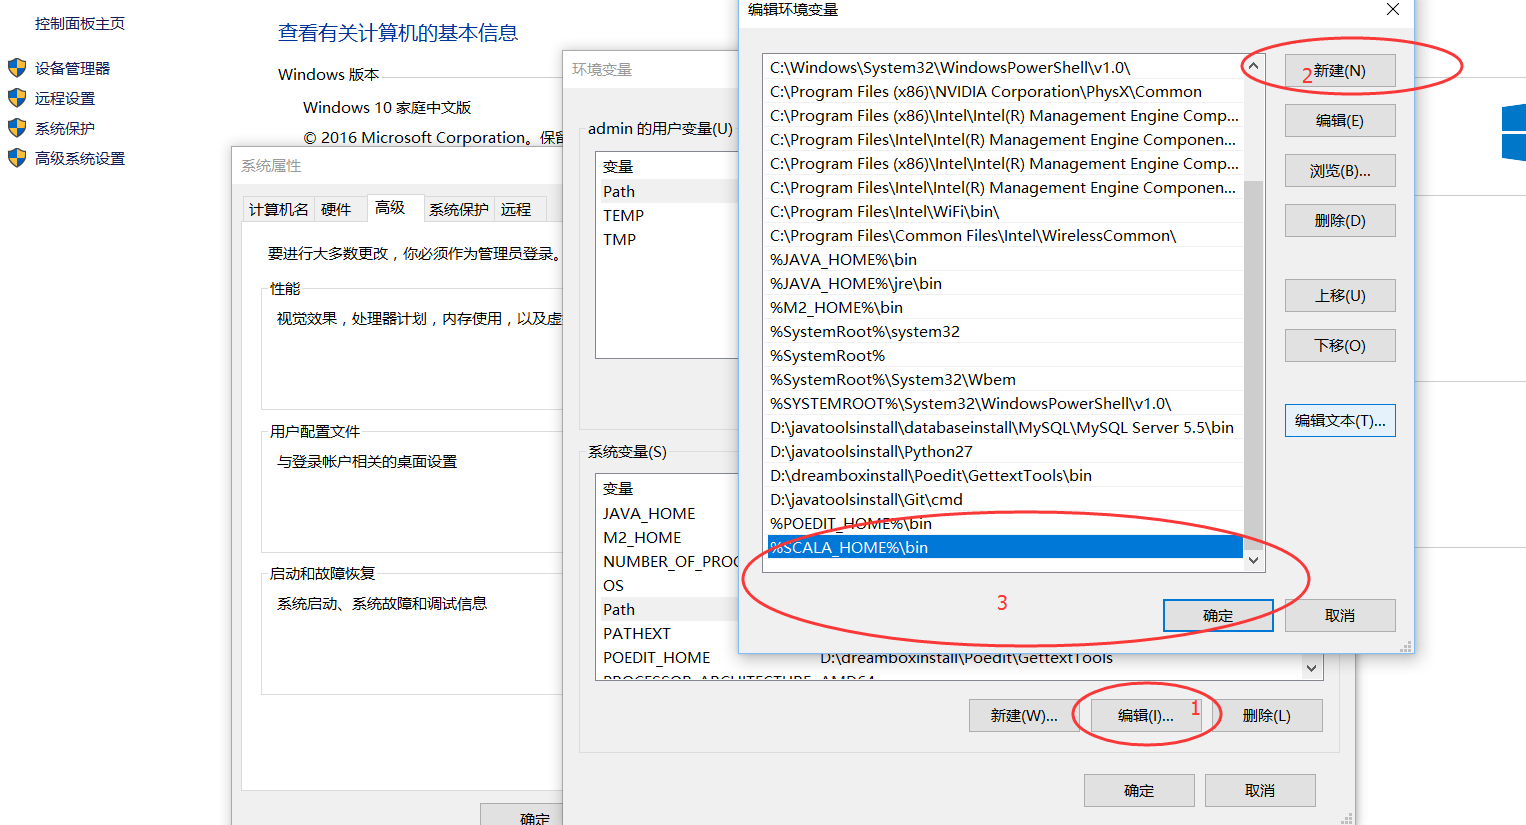 控制面板主页
设备管理器
远程设置
系统保护
高级系统设置
查看有关计算机的基本信息
Windows 版本
Windows 10 家庭中文版
© 2016 Microsoft Corporation。保留
系统属性
计算机名
硬件
高级
系统保护
远程
要进行大多数更改，你必须作为管理员登录。
性能
视觉效果，处理器计划，内存使用，以及虚
用户配置文件
与登录帐户相关的桌面设置
启动和故障恢复
系统启动、系统故障和调试信息
确定
环境变量
admin 的用户变量(U)
变量
Path
TEMP
TMP
系统变量(S)
变量
JAVA_HOME
M2_HOME
NUMBER_OF_PROC
OS
Path
PATHEXT
POEDIT_HOME D:\dreamboxinstall\Poedit\GettextTools
PROCESSOR_ARCHITECTURE AMD64
新建(W)...
编辑(I)...
1
删除(L)
确定
取消
编辑环境变量
C:\Windows\System32\WindowsPowerShell\v1.0\
C:\Program Files (x86)\NVIDIA Corporation\PhysX\Common
C:\Program Files (x86)\Intel\Intel(R) Management Engine Comp...
C:\Program Files\Intel\Intel(R) Management Engine Componen...
C:\Program Files (x86)\Intel\Intel(R) Management Engine Comp...
C:\Program Files\Intel\Intel(R) Management Engine Componen...
C:\Program Files\Intel\WiFi\bin\
C:\Program Files\Common Files\Intel\WirelessCommon\
%JAVA_HOME%\bin
%JAVA_HOME%\jre\bin
%M2_HOME%\bin
%SystemRoot%\system32
%SystemRoot%
%SystemRoot%\System32\Wbem
%SYSTEMROOT%\System32\WindowsPowerShell\v1.0\
D:\javatoolsinstall\databaseinstall\MySQL\MySQL Server 5.5\bin
D:\javatoolsinstall\Python27
D:\dreamboxinstall\Poedit\GettextTools\bin
D:\javatoolsinstall\Git\cmd
%POEDIT_HOME%\bin
%SCALA_HOME%\bin
2
新建(N)
编辑(E)
浏览(B)...
删除(D)
上移(U)
下移(O)
编辑文本(T)...
3
确定
取消